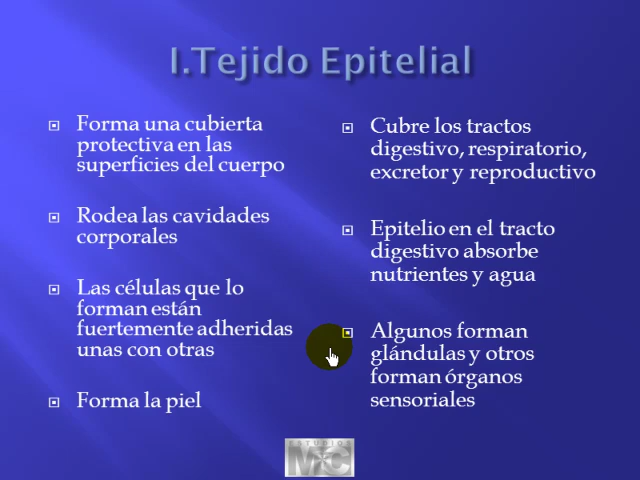 I.Tejido Epitelial
Forma una cubierta
protectiva en las
superficies del cuerpo
Rodea las cavidades
corporales
Las células que lo
forman están
fuertemente adheridas
unas con otras
Forma la piel
Cubre los tractos
digestivo, respiratorio,
excretor y reproductivo
Epitelio en el tracto
digestivo absorbe
nutrientes y agua
Algunos forman
glándulas y otros
forman órganos
sensoriales
ESTUDIOS
MC